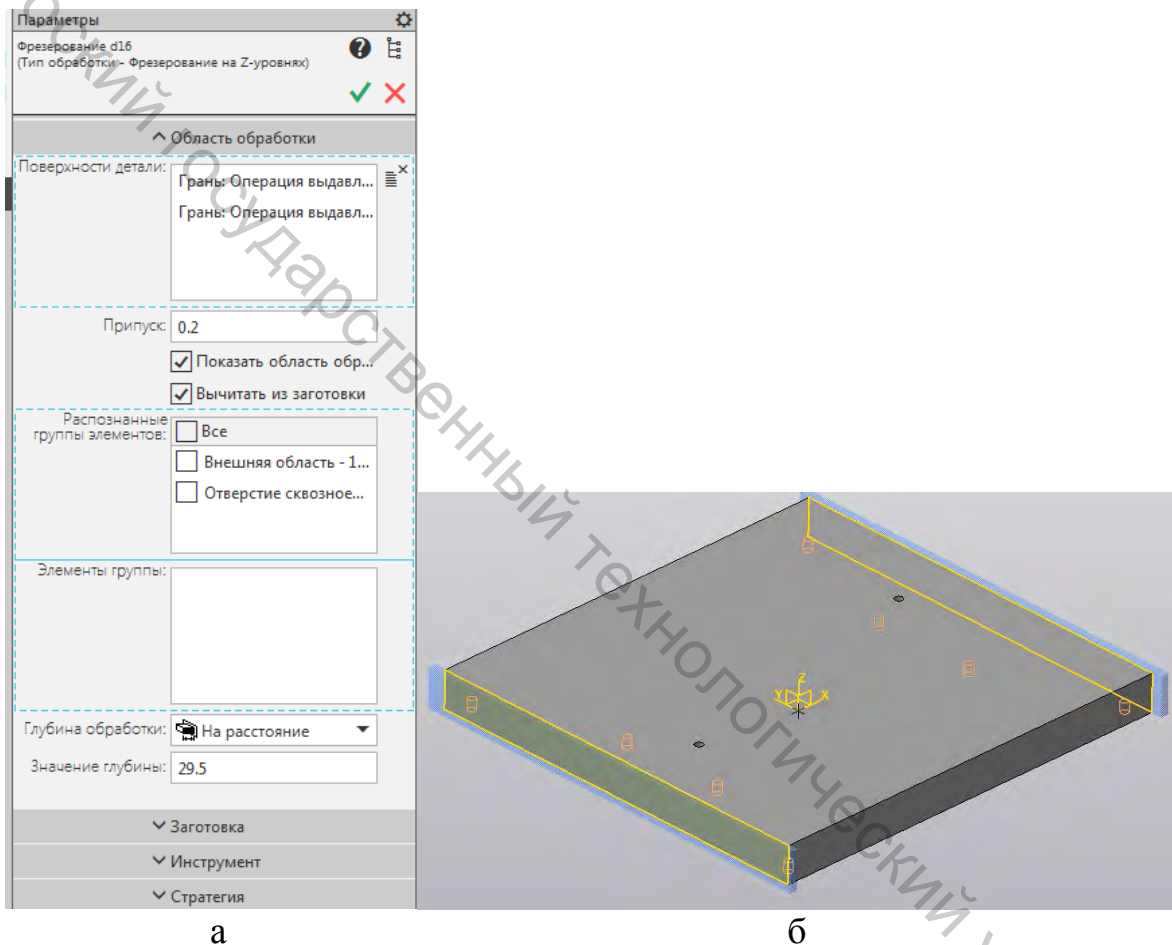 Параметры
Фрезерование d16
(Тип обработки - Фрезерование на Z-уровнях)
Область обработки
Поверхности детали:
Грань: Операция выдавл...
Грань: Операция выдавл...
Припуск: 0.2
Показать область обр...
Вычитать из заготовки
Распознанные
группы элементов:
Все
Внешняя область - 1...
Отверстие сквозное...
Элементы группы:
Глубина обработки: На расстояние
Значение глубины: 29.5
Заготовка
Инструмент
Стратегия
Z
Y X
а б
государственный технологический